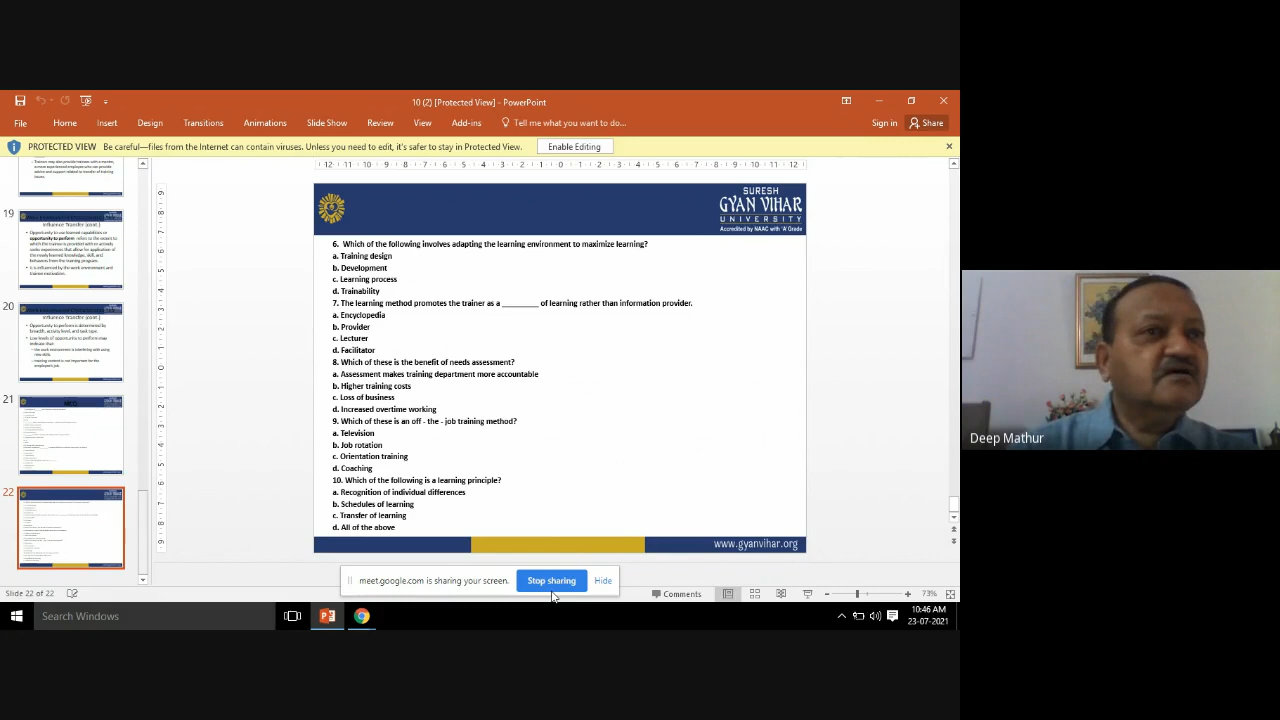 10 (2) [Protected View] - PowerPoint
File Home Insert Design Transitions Animations Slide Show Review View Add-ins Tell me what you want to do... Sign in Share
PROTECTED VIEW Be careful—files from the Internet can contain viruses. Unless you need to edit, it's safer to stay in Protected View. Enable Editing
19
Influence Transfer (cont.)
20
Influence Transfer (cont.)
21
22
SURESH
GYAN VIHAR
UNIVERSITY
Accredited by NAAC with 'A' Grade
6. Which of the following involves adapting the learning environment to maximize learning?
a. Training design
b. Development
c. Learning process
d. Trainability
7. The learning method promotes the trainer as a _________ of learning rather than information provider.
a. Encyclopedia
b. Provider
c. Lecturer
d. Facilitator
8. Which of these is the benefit of needs assessment?
a. Assessment makes training department more accountable
b. Higher training costs
c. Loss of business
d. Increased overtime working
9. Which of these is an off - the - job training method?
a. Television
b. Job rotation
c. Orientation training
d. Coaching
10. Which of the following is a learning principle?
a. Recognition of individual differences
b. Schedules of learning
c. Transfer of learning
d. All of the above
www.gyanvihar.org
meet.google.com is sharing your screen. Stop sharing Hide
Slide 22 of 22 Comments 73%
Search Windows
10:46 AM
23-07-2021
Deep Mathur